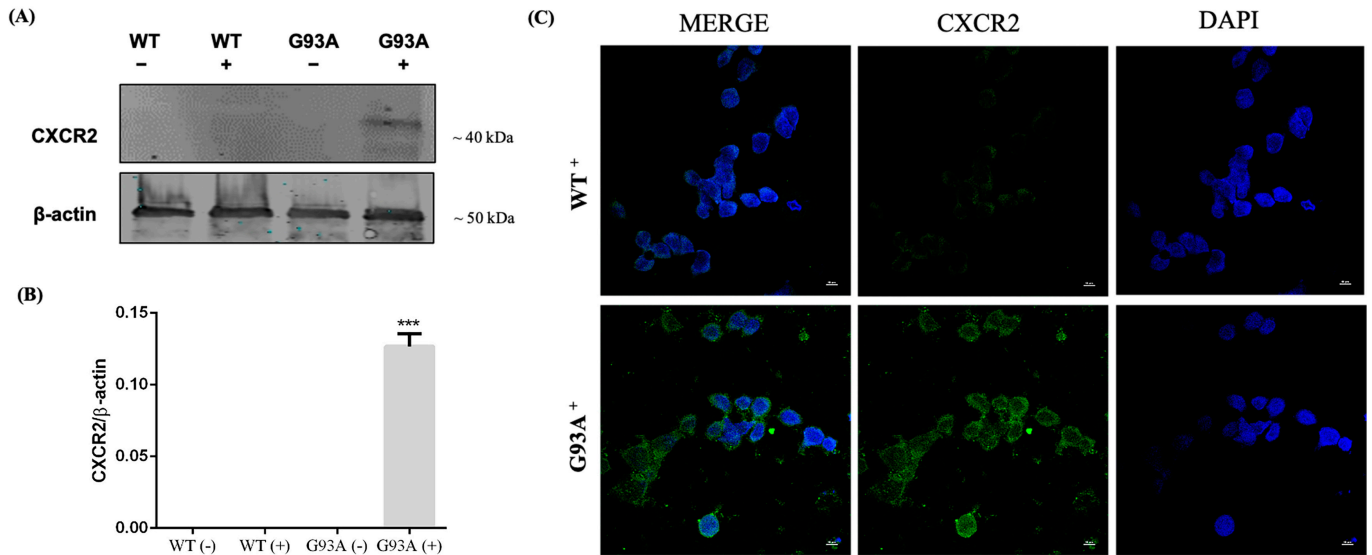 (A)
WT WT G93A G93A
– + – +
CXCR2
~ 40 kDa
β-actin
~ 50 kDa
(B)
CXCR2/β-actin
0.15
0.10
0.05
0.00
***
WT (-) WT (+) G93A (-) G93A (+)
(C)
MERGE CXCR2 DAPI
WT +
G93A +